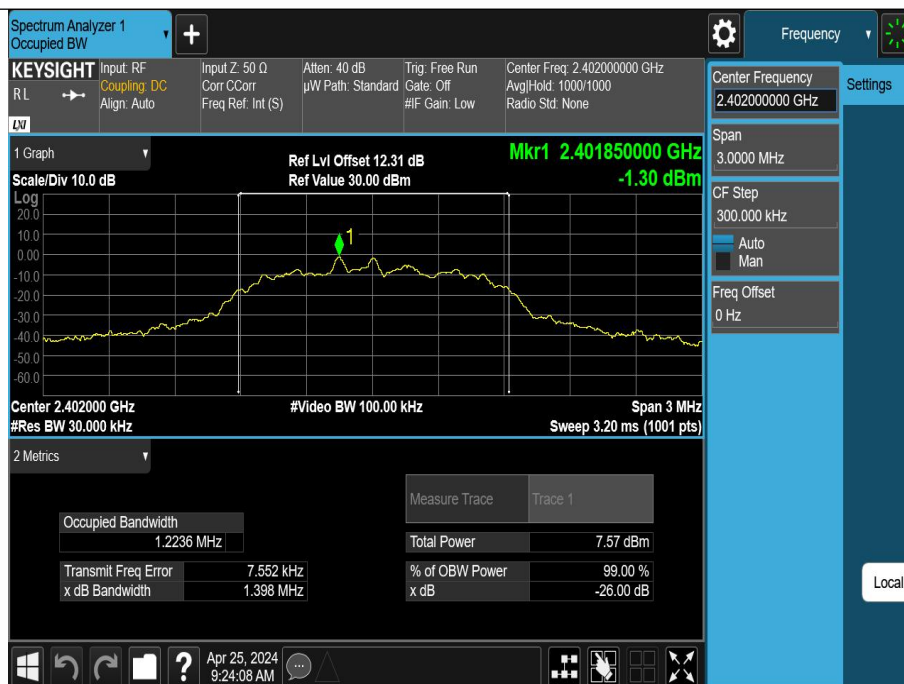 Spectrum Analyzer 1
Occupied BW
Frequency
KEYSIGHT
R L
LXI
Input: RF
Coupling: DC
Align: Auto
Input Z: 50 Ω
Corr CCorr
Freq Ref: Int (S)
Atten: 40 dB
µW Path: Standard
Trig: Free Run
Gate: Off
#IF Gain: Low
Center Freq: 2.402000000 GHz
Avg|Hold: 1000/1000
Radio Std: None
Center Frequency
2.402000000 GHz
Settings
Span
3.0000 MHz
CF Step
300.000 kHz
Auto
Man
Freq Offset
0 Hz
Local
1 Graph
Scale/Div 10.0 dB
Ref Lvl Offset 12.31 dB
Ref Value 30.00 dBm
Mkr1 2.401850000 GHz
-1.30 dBm
Log
20.0
10.0
0.00
-10.0
-20.0
-30.0
-40.0
-50.0
-60.0
1
Center 2.402000 GHz
#Res BW 30.000 kHz
#Video BW 100.00 kHz
Span 3 MHz
Sweep 3.20 ms (1001 pts)
2 Metrics
Measure Trace Trace 1
Occupied Bandwidth
1.2236 MHz
Total Power 7.57 dBm
Transmit Freq Error 7.552 kHz
% of OBW Power 99.00 %
x dB Bandwidth 1.398 MHz
x dB -26.00 dB
?
Apr 25, 2024
9:24:08 AM